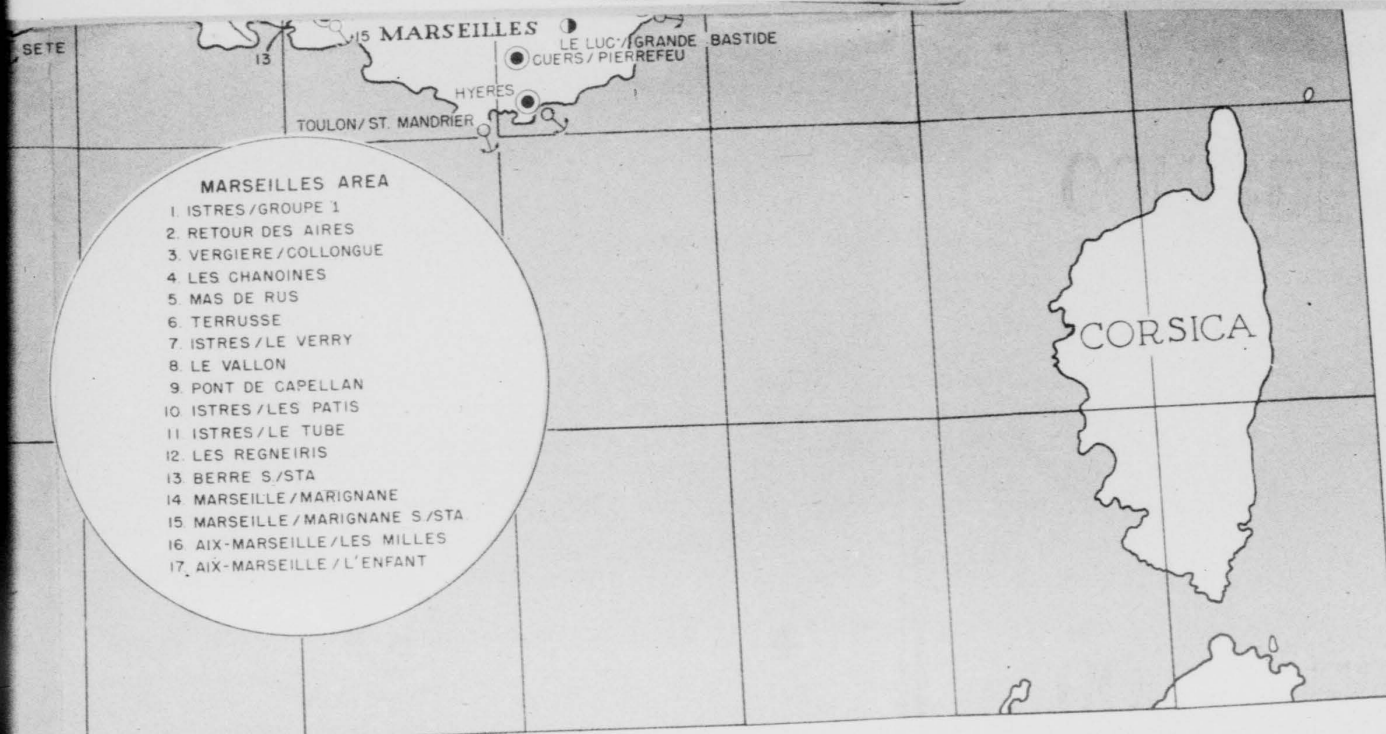 SETE
13
15 MARSEILLES
LE LUC/GRANDE BASTIDE
CUERS/PIERREFEU
HYERES
TOULON/ST. MANDRIER
MARSEILLES AREA
1. ISTRES/GROUPE 1
2. RETOUR DES AIRES
3. VERGIERE/COLLONGUE
4. LES CHANOINES
5. MAS DE RUS
6. TERRUSSE
7. ISTRES/LE VERRY
8. LE VALLON
9. PONT DE CAPELLAN
10. ISTRES/LES PATIS
11. ISTRES/LE TUBE
12. LES REGNEIRIS
13. BERRE S/STA
14. MARSEILLE/MARIGNANE
15. MARSEILLE/MARIGNANE S/STA
16. AIX-MARSEILLE/LES MILLES
17. AIX-MARSEILLE/L'ENFANT
CORSICA